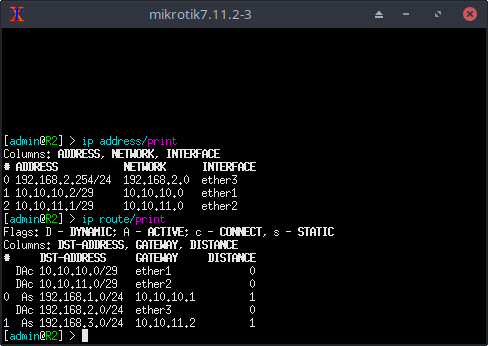 mikrotik7.11.2-3
[admin@R2] > ip address/print
Columns: ADDRESS, NETWORK, INTERFACE
# ADDRESS NETWORK INTERFACE
0 192.168.2.254/24 192.168.2.0 ether3
1 10.10.10.2/29 10.10.10.0 ether1
2 10.10.11.1/29 10.10.11.0 ether2
[admin@R2] > ip route/print
Flags: D - DYNAMIC; A - ACTIVE; c - CONNECT, s - STATIC
Columns: DST-ADDRESS, GATEWAY, DISTANCE
# DST-ADDRESS GATEWAY DISTANCE
DAc 10.10.10.0/29 ether1 0
DAc 10.10.11.0/29 ether2 0
0 As 192.168.1.0/24 10.10.10.1 1
DAc 192.168.2.0/24 ether3 0
1 As 192.168.3.0/24 10.10.11.2 1
[admin@R2] >